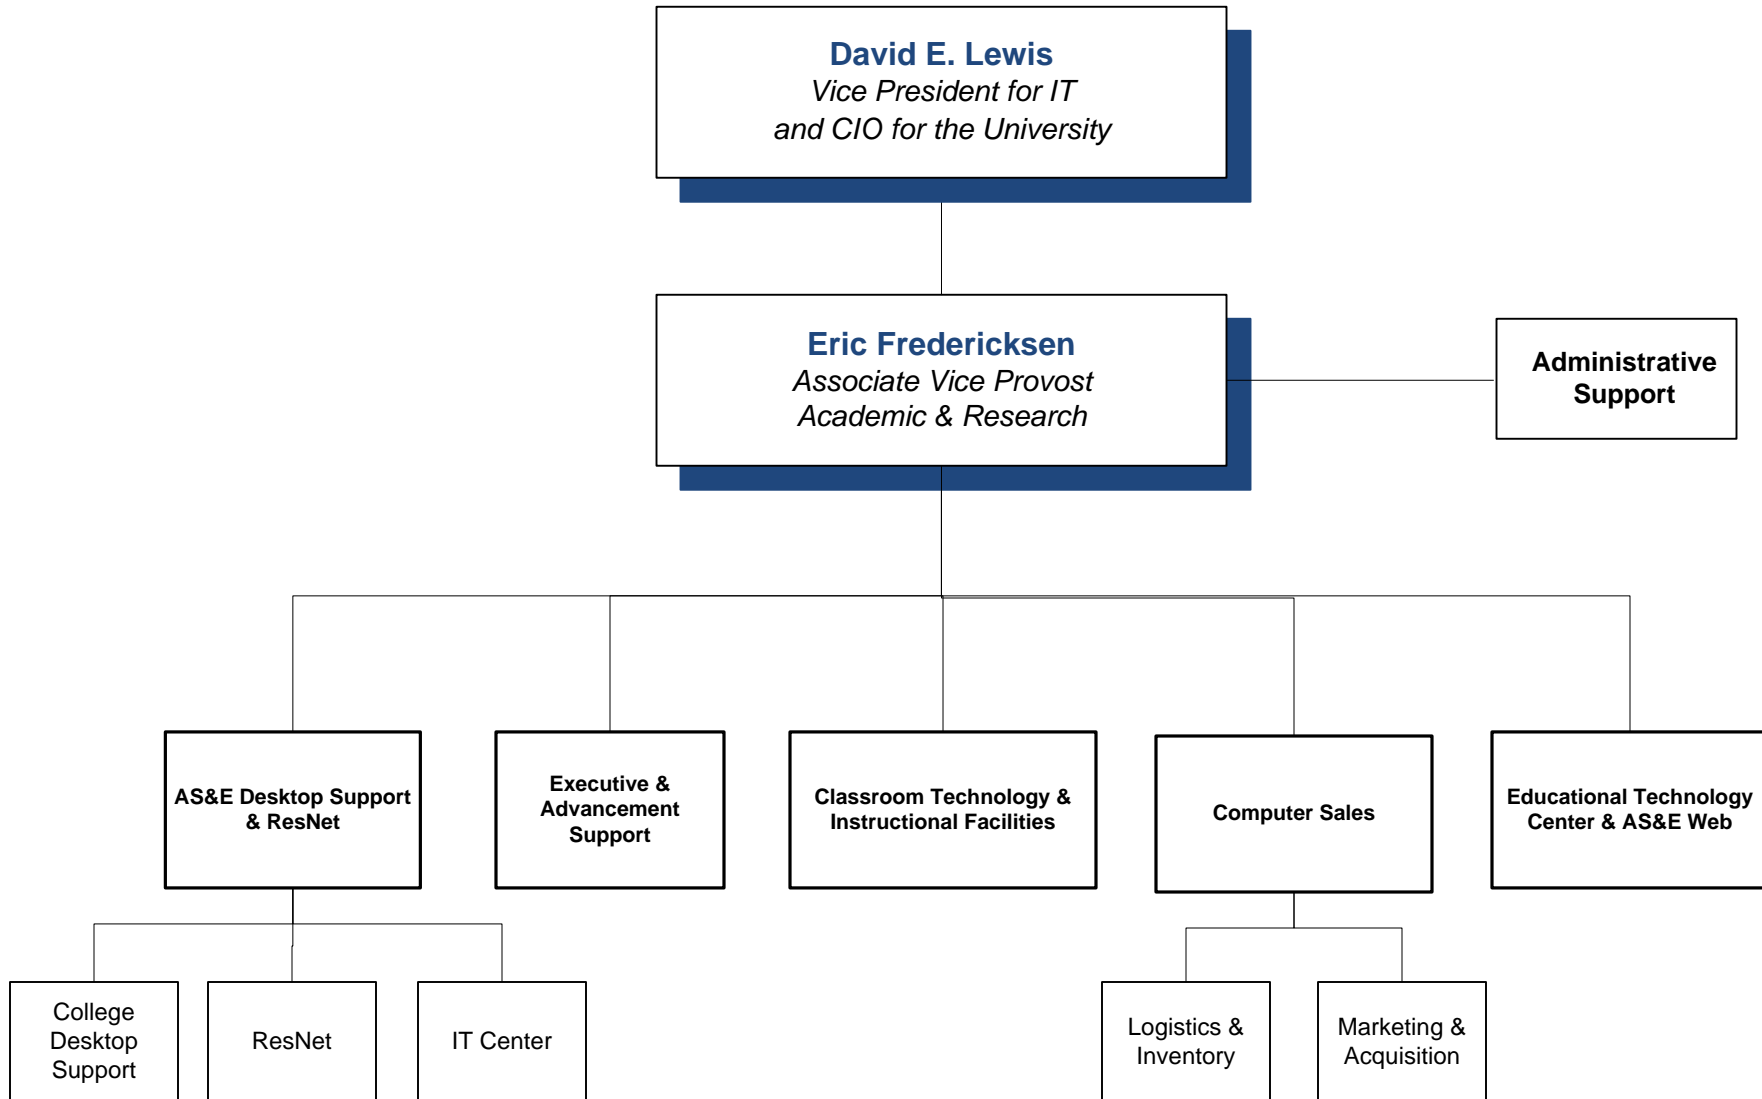 David E. Lewis
Vice President for IT
and CIO for the University
Eric Fredericksen
Associate Vice Provost
Academic & Research
Administrative
Support
AS&E Desktop Support
& ResNet
Executive &
Advancement
Support
Classroom Technology &
Instructional Facilities
Computer Sales
Educational Technology
Center & AS&E Web
College
Desktop
Support
ResNet
IT Center
Logistics &
Inventory
Marketing &
Acquisition